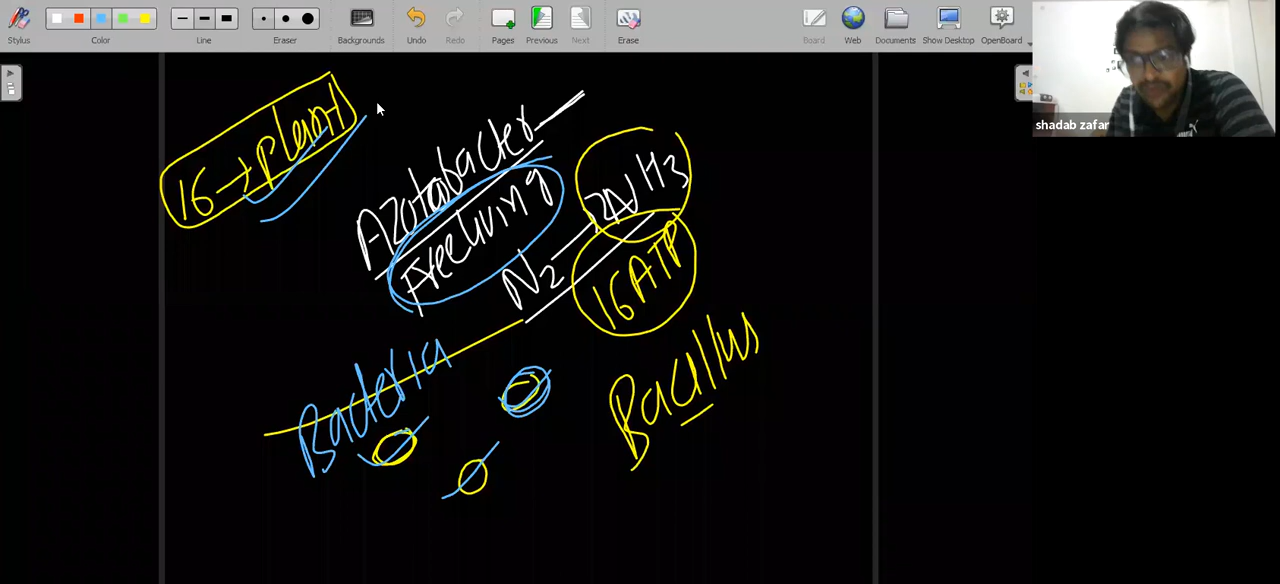 Stylus
Color
Line
Eraser
Backgrounds
Undo
Redo
Pages
Previous
Next
Erase
Board
Web
Documents
Show Desktop
OpenBoard
shadab zafar
16 → Plant
Azotobacter
Freeliving
N2 2NH3
16ATP
Bacteria
Bacillus